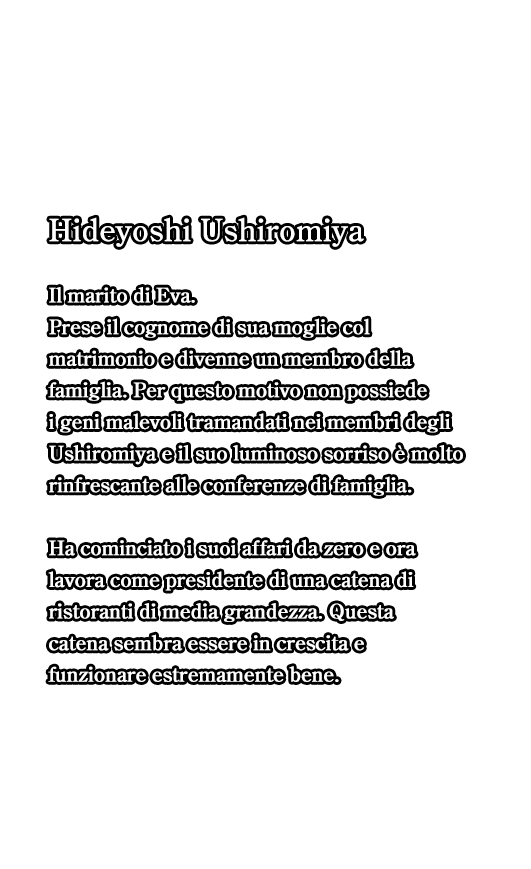 Hideyoshi Ushiromiya
Il marito di Eva.
Prese il cognome di sua moglie col
matrimonio e divenne un membro della
famiglia. Per questo motivo non possiede
i geni malevoli tramandati nei membri degli
Ushiromiya e il suo luminoso sorriso è molto
rinfrescante alle conferenze di famiglia.
Ha cominciato i suoi affari da zero e ora
lavora come presidente di una catena di
ristoranti di media grandezza. Questa
catena sembra essere in crescita e
funzionare estremamente bene.